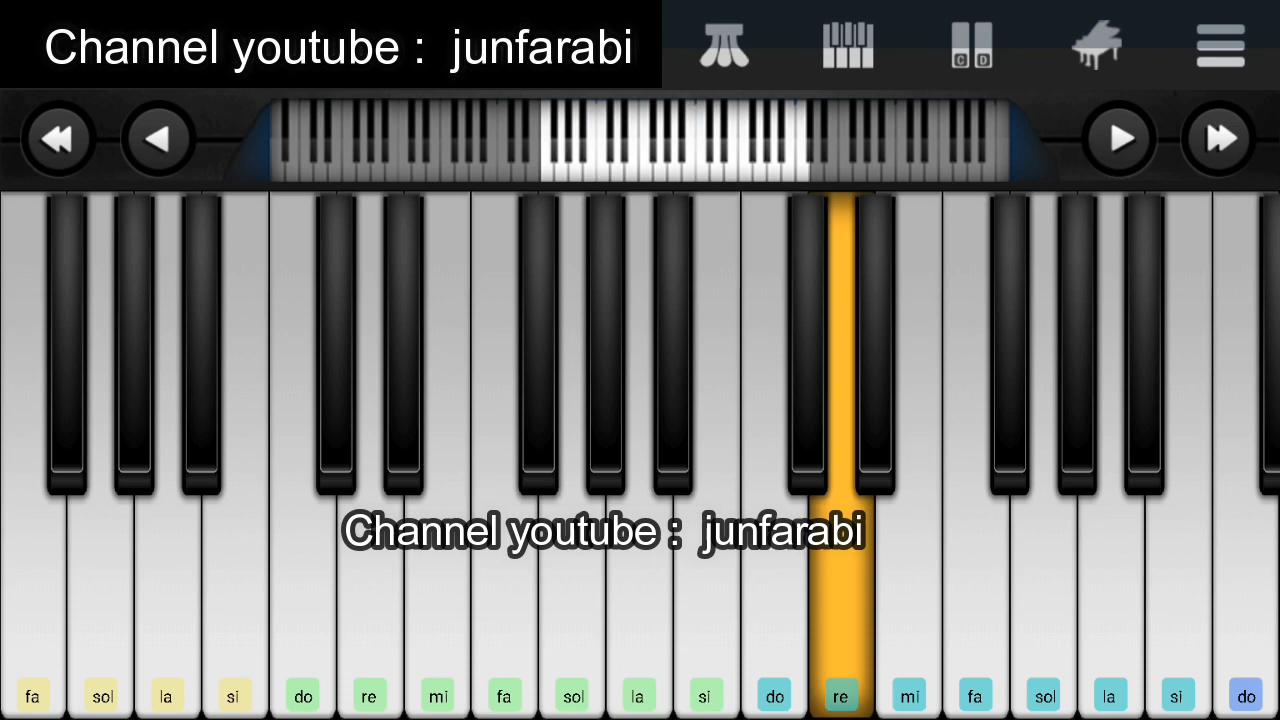 Channel youtube :  junfarabi
C D
Channel youtube :  junfarabi
fa sol la si do re mi fa sol la si do re mi fa sol la si do